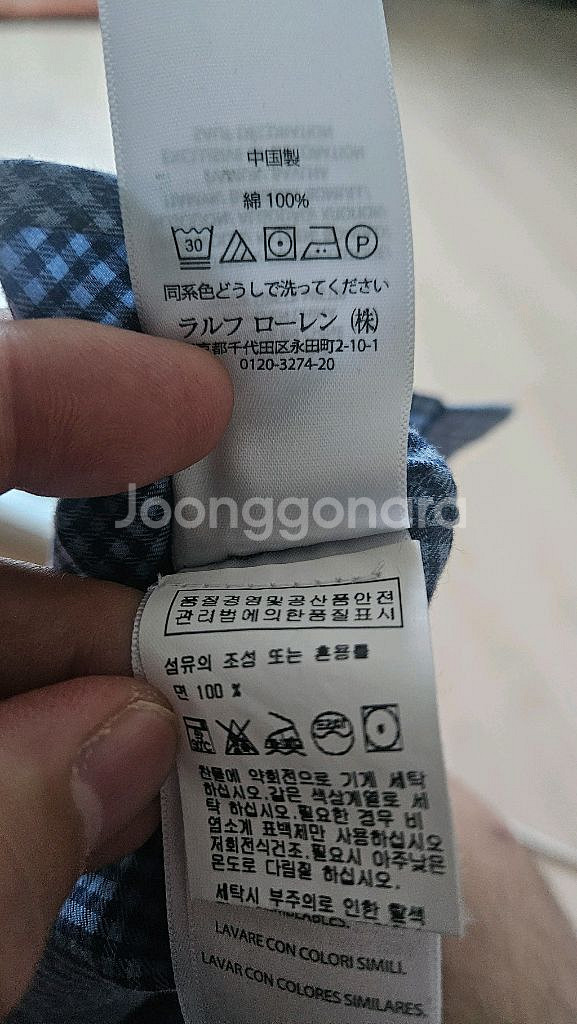 中国製
綿 100%
30
P
同系色どうしで洗ってください
ラルフ ローレン (株)
京都千代田区永田町2-10-1
0120-3274-20
Joonggonara
품질경영및공산품안전
관리법에의한품질표시
섬유의 조성 또는 혼용률
면 100 %
찬물에 약회전으로 기계 세탁
하십시오.같은 색상계열로 세
탁 하십시오.필요한 경우 비
염소계 표백제만 사용하십시오
저회전식건조.필요시 아주낮은
온도로 다림질 하십시오.
세탁시 부주의로 인한 탈색
LAVARE CON COLORI SIMILI.
LAVAR CON COLORES SIMILARES.